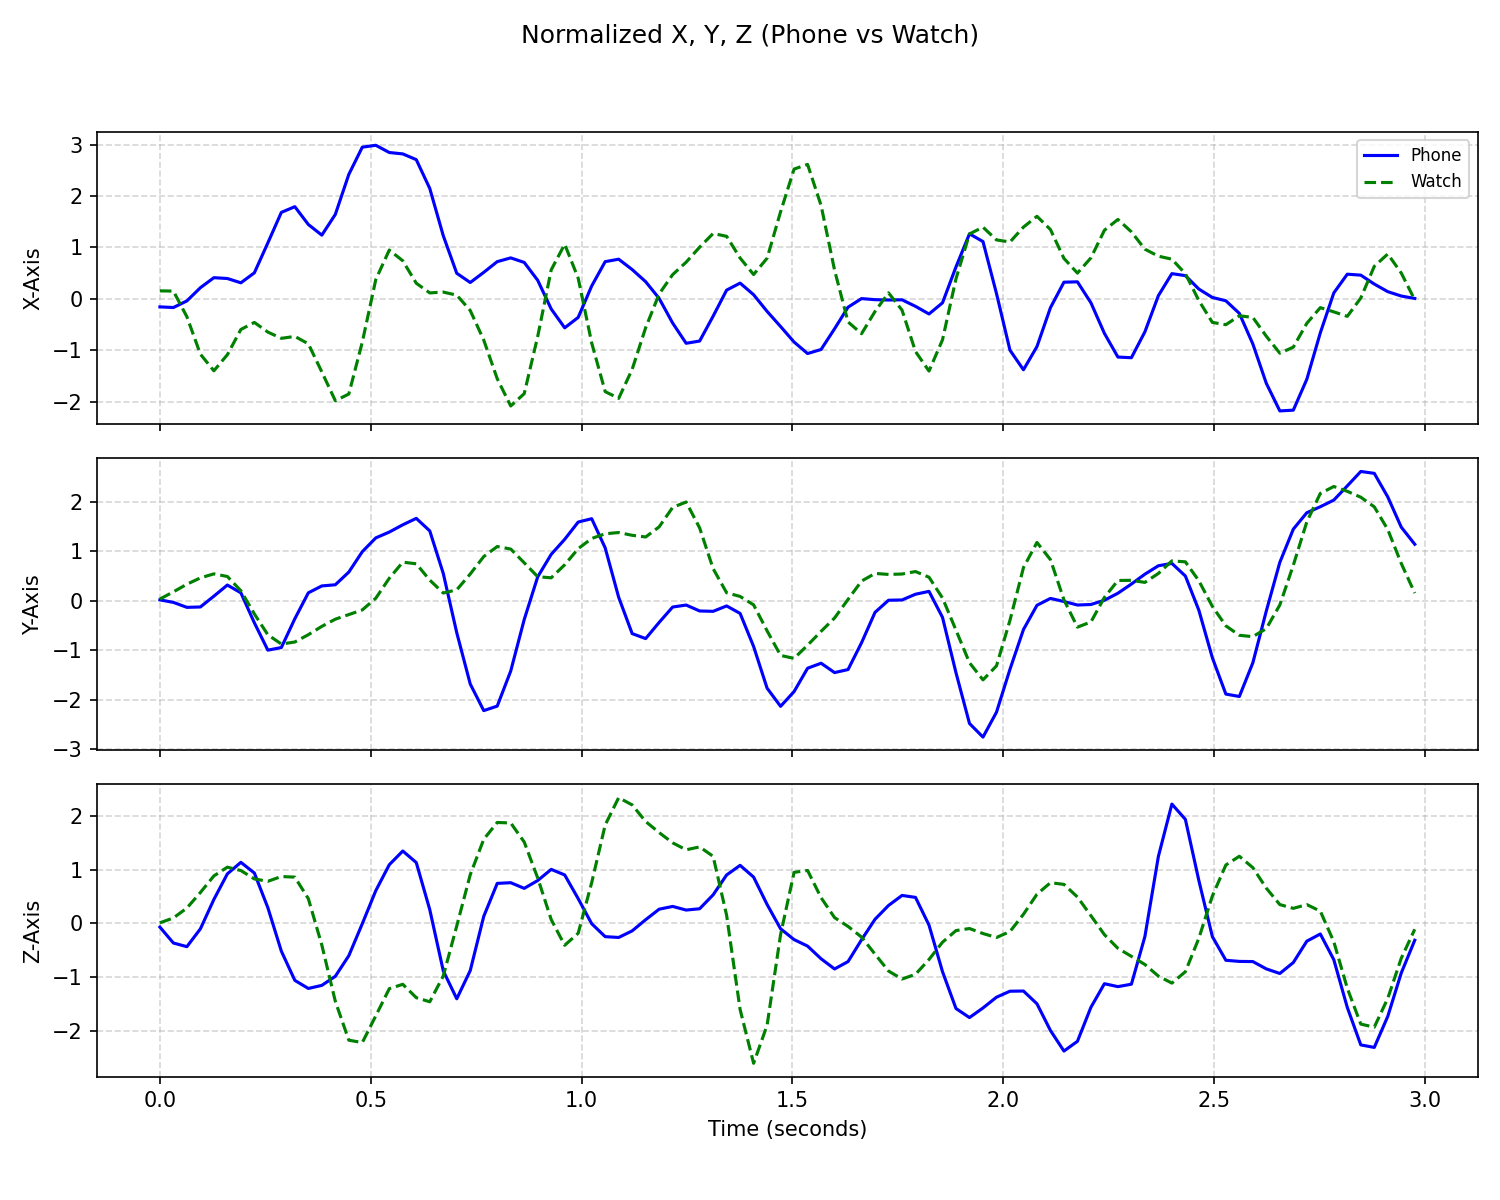 Normalized X, Y, Z (Phone vs Watch)
3
2
1
0
−1
−2
X-Axis
Phone
Watch
2
1
0
−1
−2
−3
Y-Axis
2
1
0
−1
−2
Z-Axis
0.0 0.5 1.0 1.5 2.0 2.5 3.0
Time (seconds)